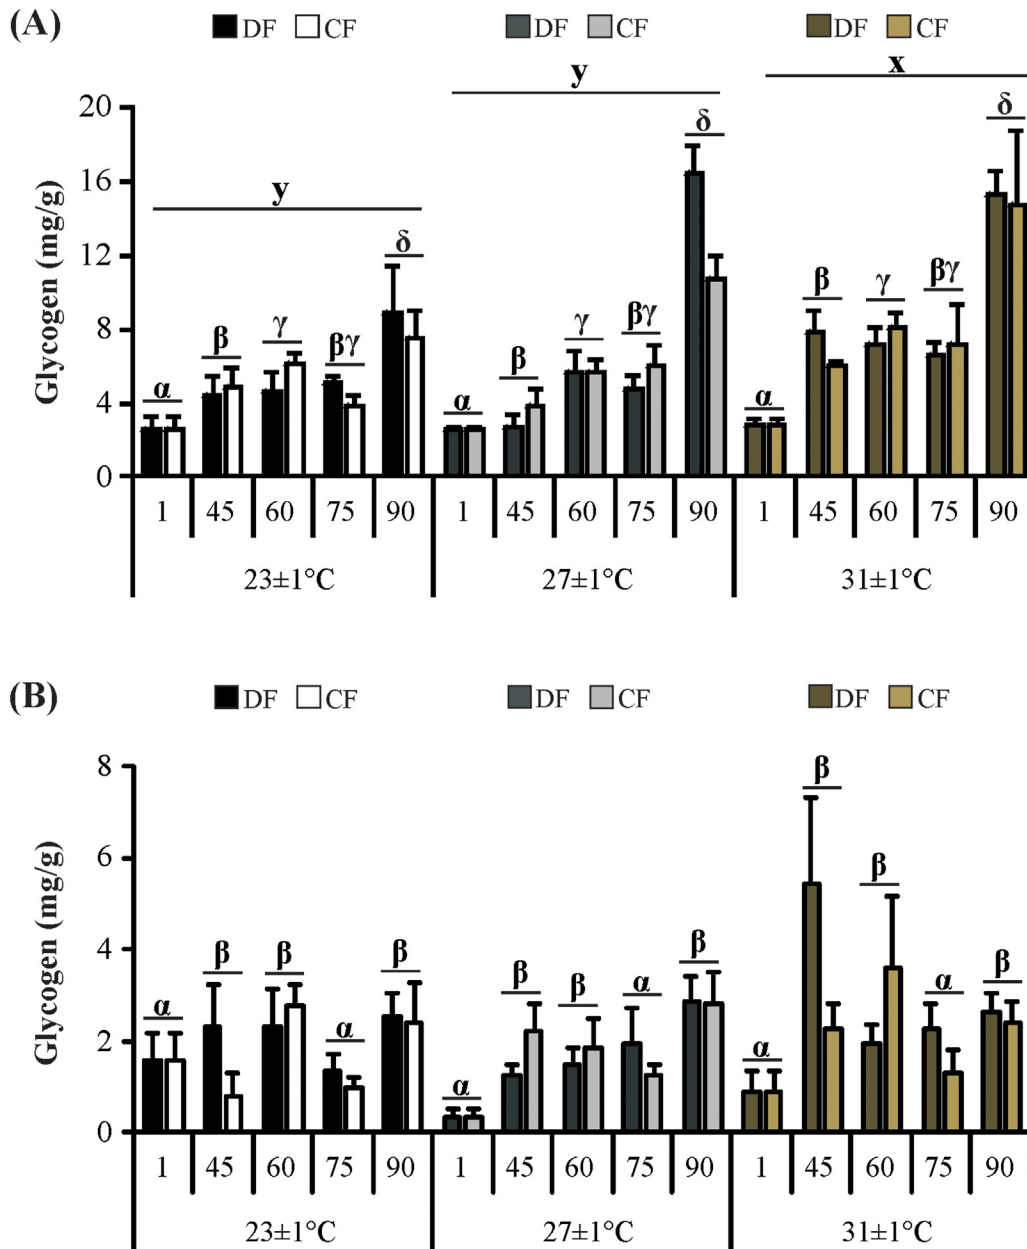 (A)
DF CF DF CF DF CF
x
y
20
δ δ
16
y
Glycogen (mg/g)
12
δ
β βγ
8
γ γ βγ
β βγ β
4
α α α
0
1 45 60 75 90 1 45 60 75 90 1 45 60 75 90
23±1°C 27±1°C 31±1°C
(B)
DF CF DF CF DF CF
8
β
6
β
Glycogen (mg/g)
4
β β β β β β β
α α α
2
α α
α
0
1 45 60 75 90 1 45 60 75 90 1 45 60 75 90
23±1°C 27±1°C 31±1°C